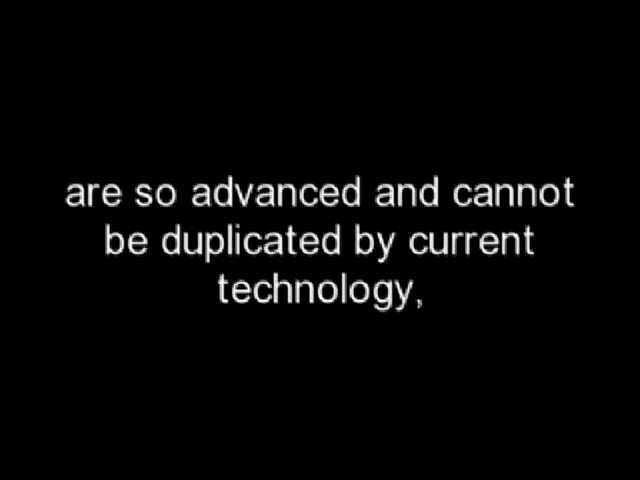 are so advanced and cannot
be duplicated by current
technology,